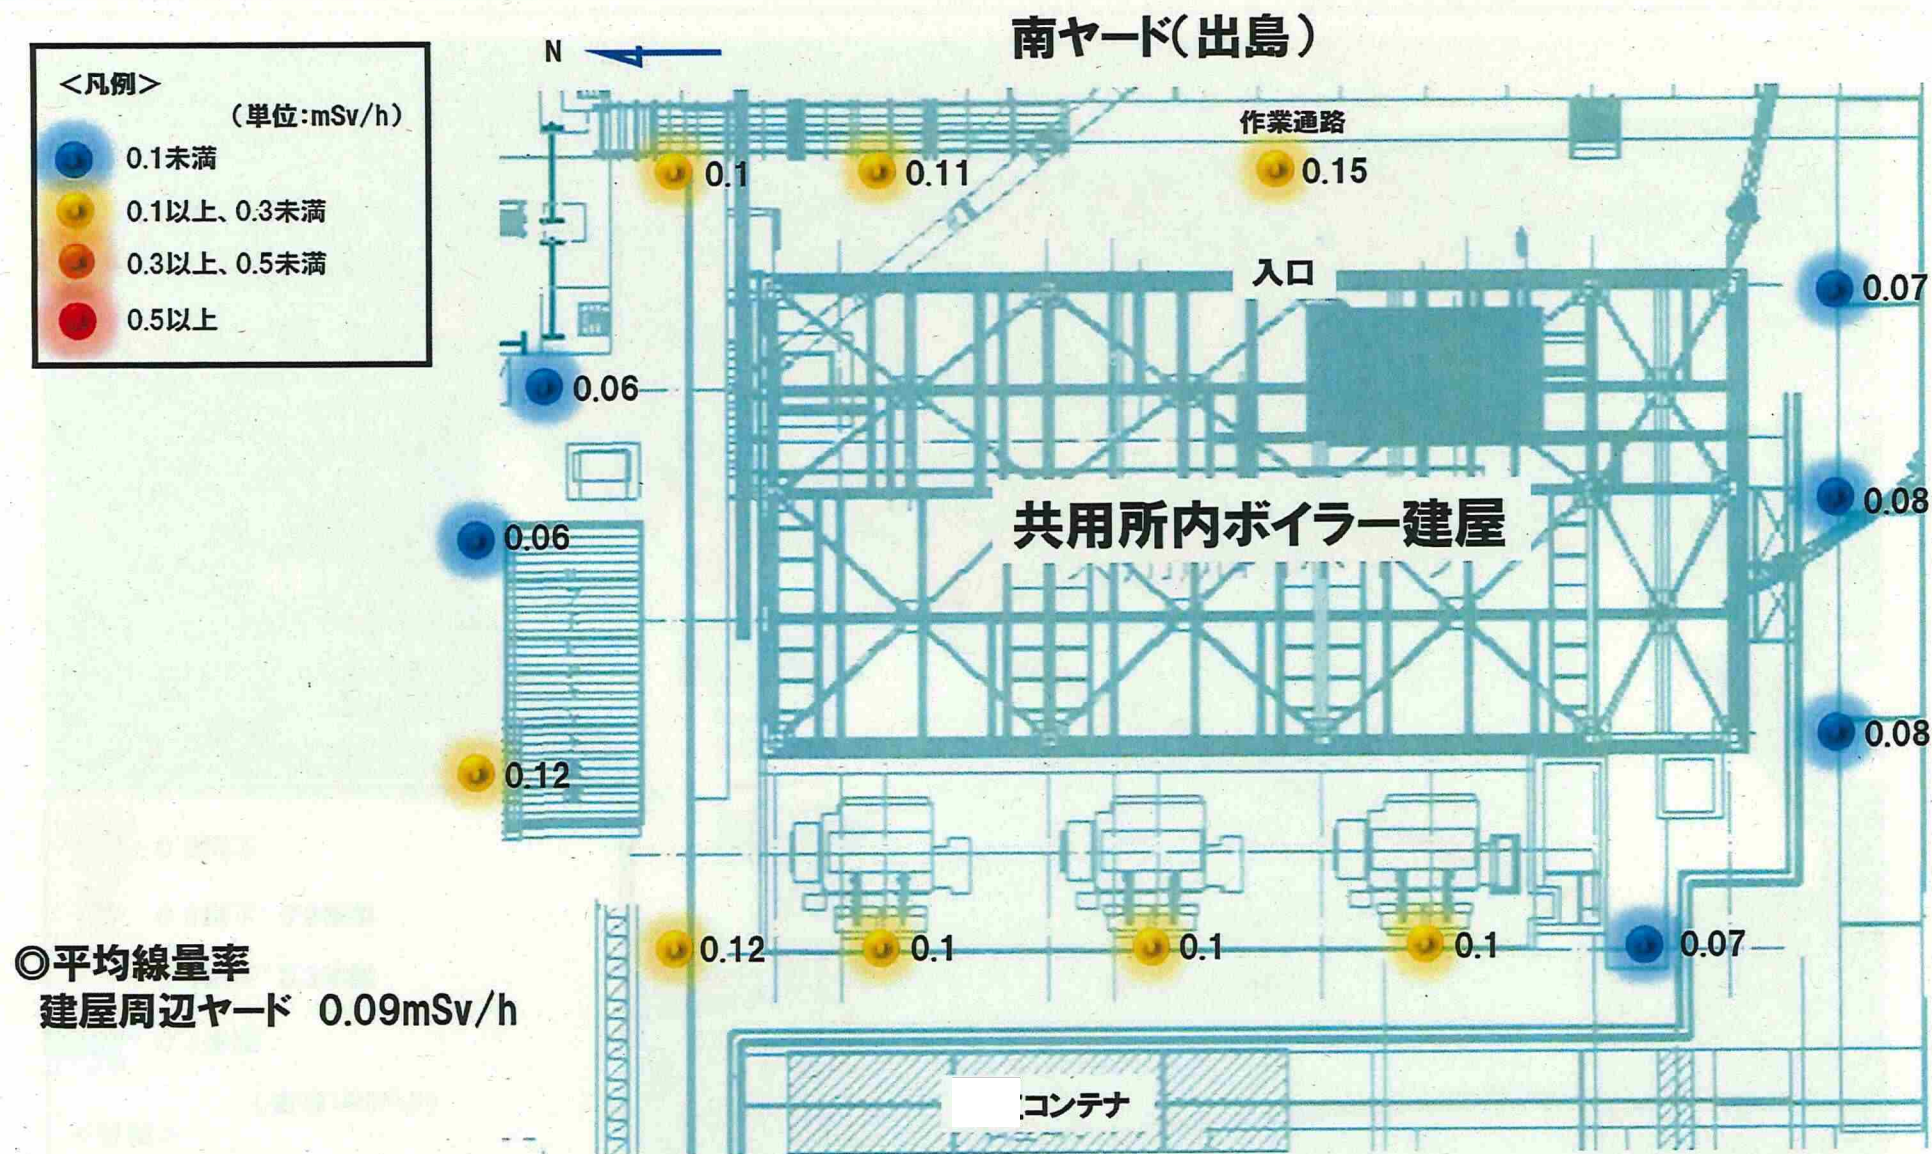 南ヤード(出島)
N
<凡例>
(単位:mSv/h)
0.1未満
0.1以上、0.3未満
0.3以上、0.5未満
0.5以上
作業通路
0.1
0.11
0.15
入口
0.07
0.06
0.08
共用所内ボイラー建屋
0.06
0.08
0.12
0.12
0.1
0.1
0.1
0.07
◎平均線量率
建屋周辺ヤード 0.09mSv/h
コンテナ